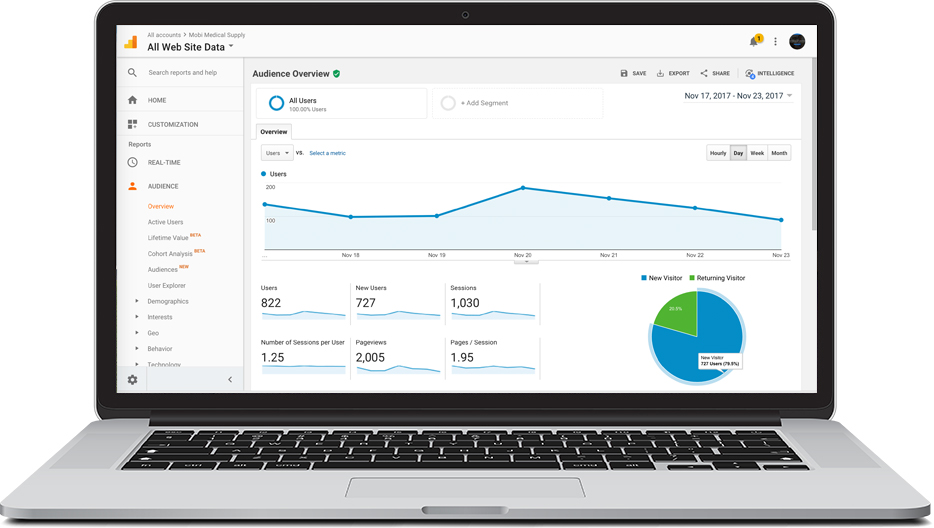 All accounts > Mobi Medical Supply
All Web Site Data
1
Search reports and help
HOME
CUSTOMIZATION
Reports
REAL-TIME
AUDIENCE
Overview
Active Users
Lifetime Value BETA
Cohort Analysis BETA
Audiences NEW
User Explorer
Demographics
Interests
Geo
Behavior
Technology
Audience Overview
SAVE
EXPORT
SHARE
INTELLIGENCE
All Users
100.00% Users
+ Add Segment
Nov 17, 2017 - Nov 23, 2017
Overview
Users
VS.
Select a metric
Hourly
Day
Week
Month
Users
200
100
...
Nov 18
Nov 19
Nov 20
Nov 21
Nov 22
Nov 23
New Visitor
Returning Visitor
Users
822
New Users
727
Sessions
1,030
Number of Sessions per User
1.25
Pageviews
2,005
Pages / Session
1.95
20.5%
New Visitor
727 Users (79.5%)
fn
ctrl
alt
cmd
cmd
alt